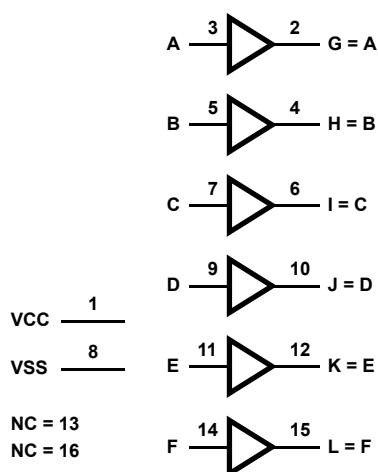 A 3 2 G = A
B 5 4 H = B
C 7 6 I = C
D 9 10 J = D
VCC 1
VSS 8
E 11 12 K = E
NC = 13
NC = 16
F 14 15 L = F